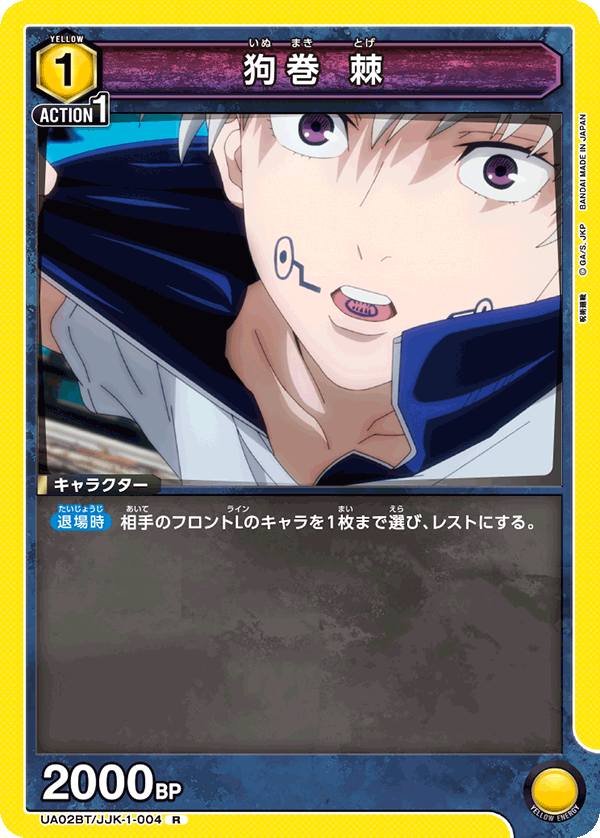 YELLOW
1
ACTION 1
いぬ まき とげ
狗巻 棘
BANDAI MADE IN JAPAN
© GA/S, JKP
呪術廻戦
キャラクター
たいじょうじ あいて ライン まい えら
退場時 相手のフロントLのキャラを1枚まで選び、レストにする。
2000BP
UA02BT/JJK-1-004 R
YELLOW ENERGY